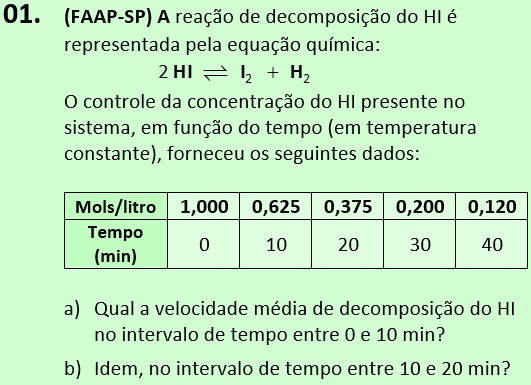 01. (FAAP-SP) A reação de decomposição do HI é
representada pela equação química:
2 HI ⇌ I₂ + H₂
O controle da concentração do HI presente no
sistema, em função do tempo (em temperatura
constante), forneceu os seguintes dados:
Mols/litro 1,000 0,625 0,375 0,200 0,120
Tempo
(min) 0 10 20 30 40
a) Qual a velocidade média de decomposição do HI
no intervalo de tempo entre 0 e 10 min?
b) Idem, no intervalo de tempo entre 10 e 20 min?